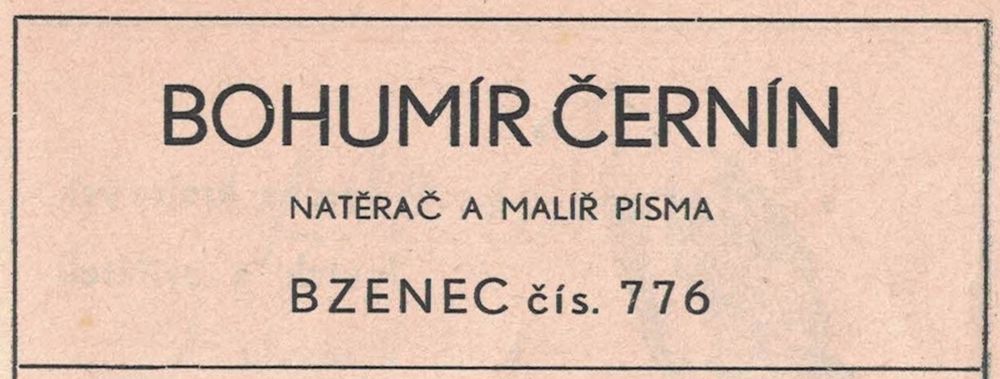 BOHUMÍR ČERNÍN
NATĚRAČ A MALÍŘ PÍSMA
BZENEC čís. 776